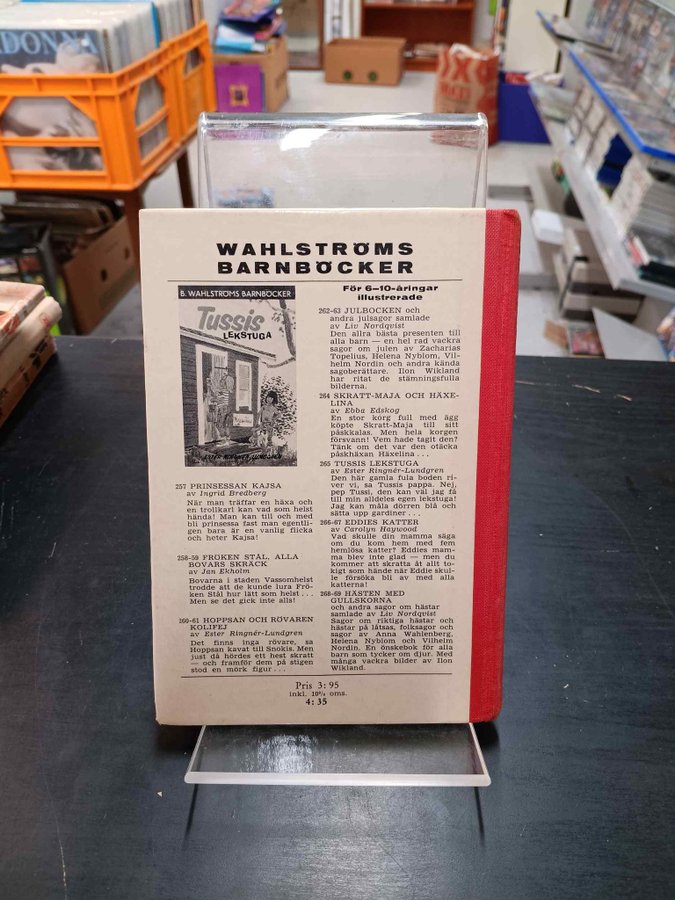 DONNA
WAHLSTRÖMS
BARNBÖCKER
B. WAHLSTRÖMS BARNBÖCKER
Tussis
LEKSTUGA
ESTER RINGNÉR-LUNDGREN
257 PRINSESSAN KAJSA
av Ingrid Bredberg
När man träffar en häxa och
en trollkarl kan vad som helst
hända! Man kan till och med
bli prinsessa fast man egentli-
gen bara är en vanlig flicka
och heter Kajsa!
258-59 FRÖKEN STÅL, ALLA
BOVARS SKRÄCK
av Jan Ekholm
Bovarna i staden Vassomhelst
trodde att de kunde lura Frö-
ken Stål hur lätt som helst ...
Men se det gick inte alls!
260-61 HOPPSAN OCH RÖVAREN
KOLIFEJ
av Ester Ringnér-Lundgren
Det finns inga rövare, sa
Hoppsan kavat till Snokis. Men
just då hördes ett hest skratt
— och framför dem på stigen
stod en mörk figur ...
För 6—10-åringar
illustrerade
262-63 JULBOCKEN och
andra julsagor samlade
av Liv Nordqvist
Den allra bästa presenten till
alla barn — en hel rad vackra
sagor om julen av Zacharias
Topelius, Helena Nyblom, Vil-
helm Nordin och andra kända
sagoberättare. Ilon Wikland
har ritat de stämningsfulla
bilderna.
264 SKRATT-MAJA OCH HÄXE-
LINA
av Ebba Edskog
En stor korg full med ägg
köpte Skratt-Maja till sitt
påskkalas. Men hela korgen
försvann! Vem hade tagit den?
Tänk om det var den otäcka
påskhäxan Häxelina ...
265 TUSSIS LEKSTUGA
av Ester Ringnér-Lundgren
Den här gamla fula boden ri-
ver vi, sa Tussis pappa. Nej,
pep Tussi, den kan väl jag få
till min alldeles egen lekstuga!
Jag kan måla dörren blå och
sätta upp gardiner ...
266-67 EDDIES KATTER
av Carolyn Haywood
Vad skulle din mamma säga
om du kom hem med fem
hemlösa katter? Eddies mam-
ma blev inte glad — men du
kommer att skratta åt allt to-
kigt som hände när Eddie skul-
le försöka bli av med alla
katterna!
268-69 HÄSTEN MED
GULLSKORNA
och andra sagor om hästar
samlade av Liv Nordqvist
Sagor om riktiga hästar och
hästar på låtsas, folksagor och
sagor av Anna Wahlenberg,
Helena Nyblom och Vilhelm
Nordin. En önskebok för alla
barn som tycker om djur. Med
många vackra bilder av Ilon
Wikland.
Pris 3: 95
inkl. 10% oms.
4: 35